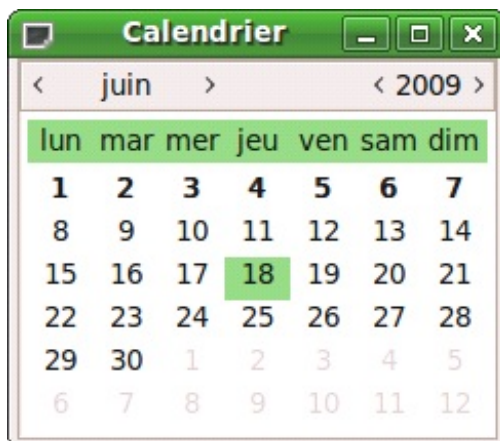 Calendrier
‹ juin › ‹ 2009 ›
lun mar mer jeu ven sam dim
1 2 3 4 5 6 7
8 9 10 11 12 13 14
15 16 17 18 19 20 21
22 23 24 25 26 27 28
29 30 1 2 3 4 5
6 7 8 9 10 11 12